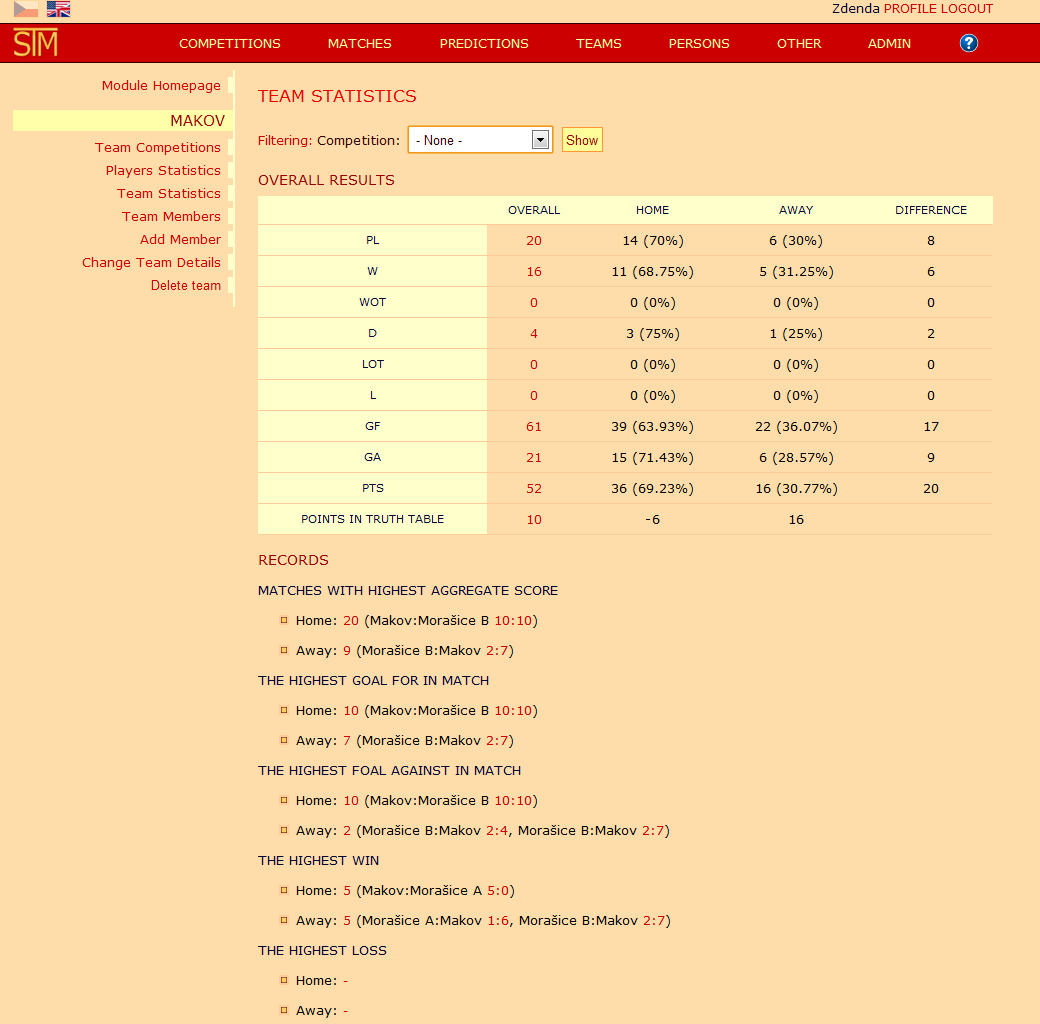 Zdenda PROFILE LOGOUT
STM COMPETITIONS MATCHES PREDICTIONS TEAMS PERSONS OTHER ADMIN ?
Module Homepage
MAKOV
Team Competitions
Players Statistics
Team Statistics
Team Members
Add Member
Change Team Details
Delete team
TEAM STATISTICS
Filtering: Competition: - None - Show
OVERALL RESULTS
OVERALL HOME AWAY DIFFERENCE
PL 20 14 (70%) 6 (30%) 8
W 16 11 (68.75%) 5 (31.25%) 6
WOT 0 0 (0%) 0 (0%) 0
D 4 3 (75%) 1 (25%) 2
LOT 0 0 (0%) 0 (0%) 0
L 0 0 (0%) 0 (0%) 0
GF 61 39 (63.93%) 22 (36.07%) 17
GA 21 15 (71.43%) 6 (28.57%) 9
PTS 52 36 (69.23%) 16 (30.77%) 20
POINTS IN TRUTH TABLE 10 -6 16
RECORDS
MATCHES WITH HIGHEST AGGREGATE SCORE
Home: 20 (Makov:Morašice B 10:10)
Away: 9 (Morašice B:Makov 2:7)
THE HIGHEST GOAL FOR IN MATCH
Home: 10 (Makov:Morašice B 10:10)
Away: 7 (Morašice B:Makov 2:7)
THE HIGHEST FOAL AGAINST IN MATCH
Home: 10 (Makov:Morašice B 10:10)
Away: 2 (Morašice B:Makov 2:4, Morašice B:Makov 2:7)
THE HIGHEST WIN
Home: 5 (Makov:Morašice A 5:0)
Away: 5 (Morašice A:Makov 1:6, Morašice B:Makov 2:7)
THE HIGHEST LOSS
Home: -
Away: -